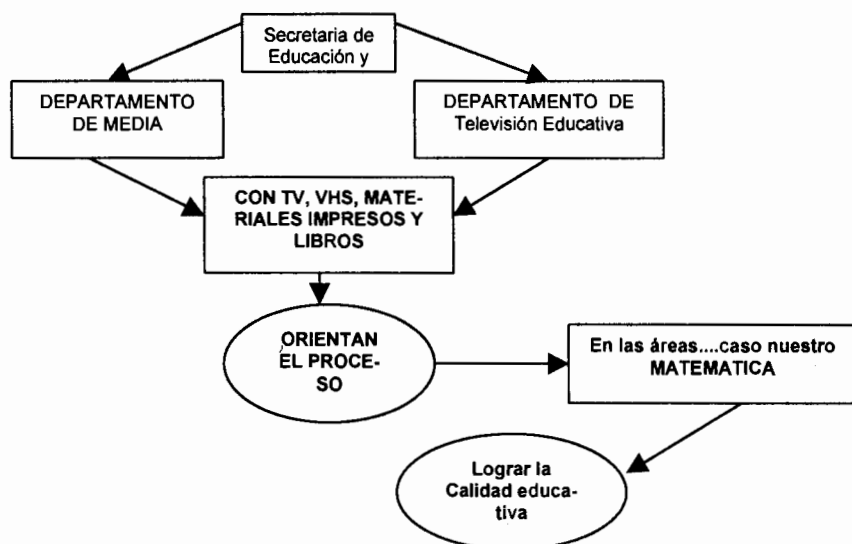 Secretaria de
Educación y
DEPARTAMENTO
DE MEDIA
DEPARTAMENTO DE
Televisión Educativa
CON TV, VHS, MATE-
RIALES IMPRESOS Y
LIBROS
ORIENTAN
EL PROCE-
SO
En las áreas....caso nuestro
MATEMATICA
Lograr la
Calidad educa-
tiva